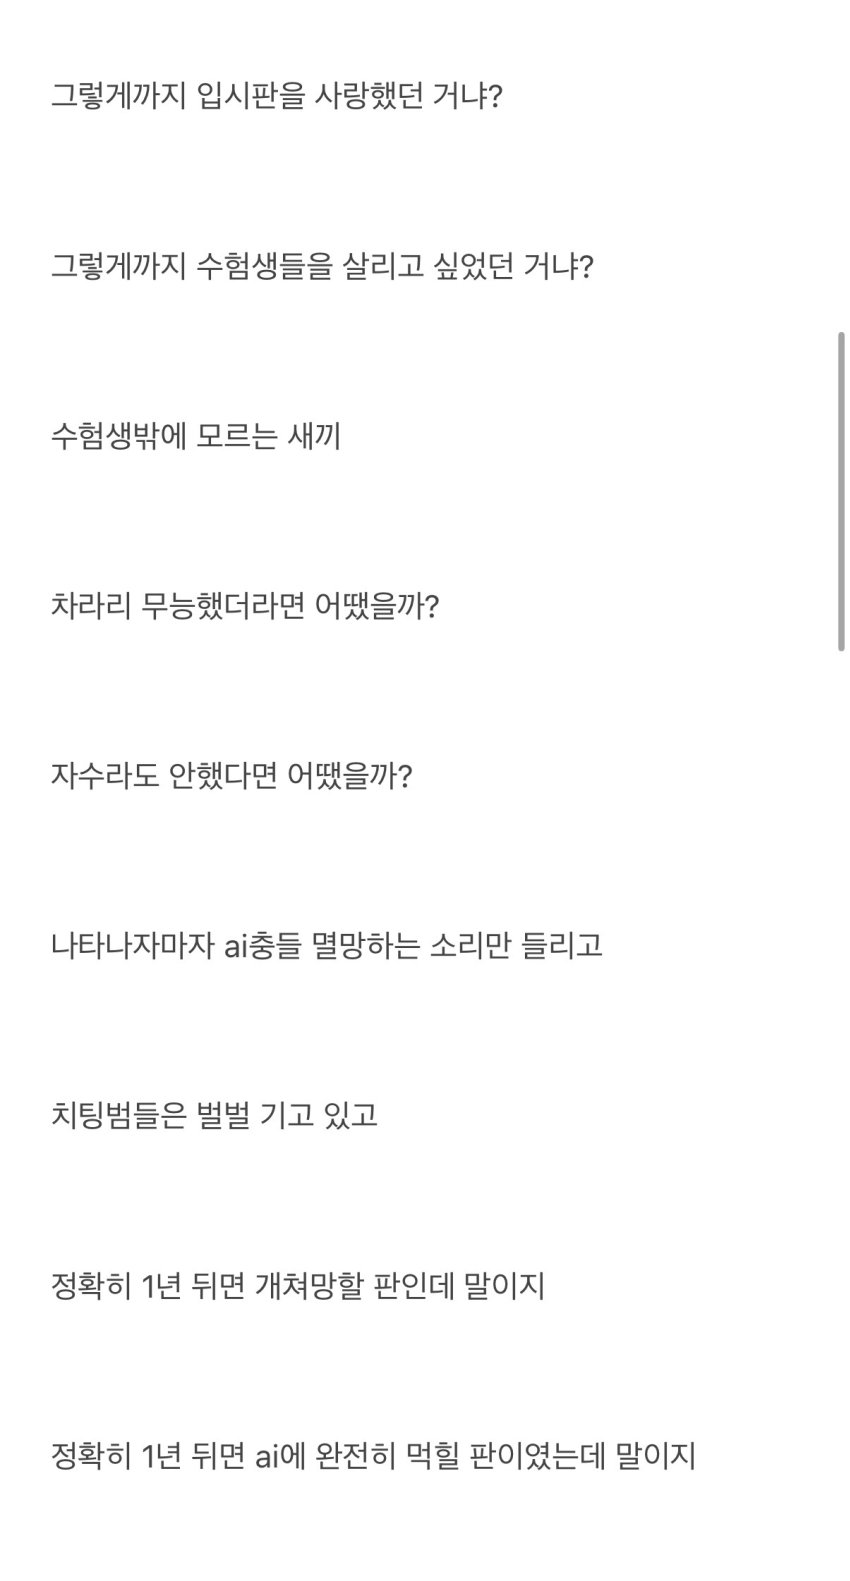 그렇게까지 입시판을 사랑했던 거냐?
그렇게까지 수험생들을 살리고 싶었던 거냐?
수험생밖에 모르는 새끼
차라리 무능했더라면 어땠을까?
자수라도 안했다면 어땠을까?
나타나자마자 ai충들 멸망하는 소리만 들리고
치팅범들은 벌벌 기고 있고
정확히 1년 뒤면 개쳐망할 판인데 말이지
정확히 1년 뒤면 ai에 완전히 먹힐 판이였는데 말이지